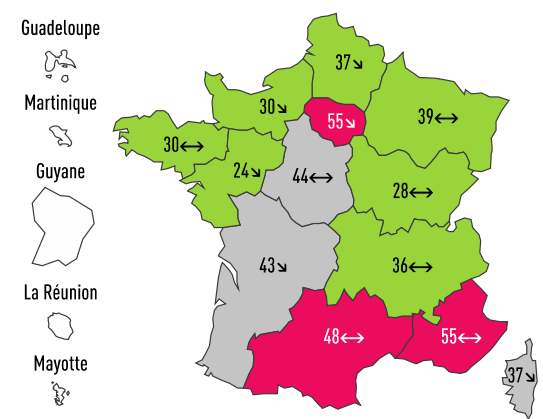 Guadeloupe
Martinique
Guyane
La Réunion
Mayotte
37↘
30↘
55↘
39↔
30↔
24↘
44↔
28↔
43↘
36↔
48↔
55↔
37↘